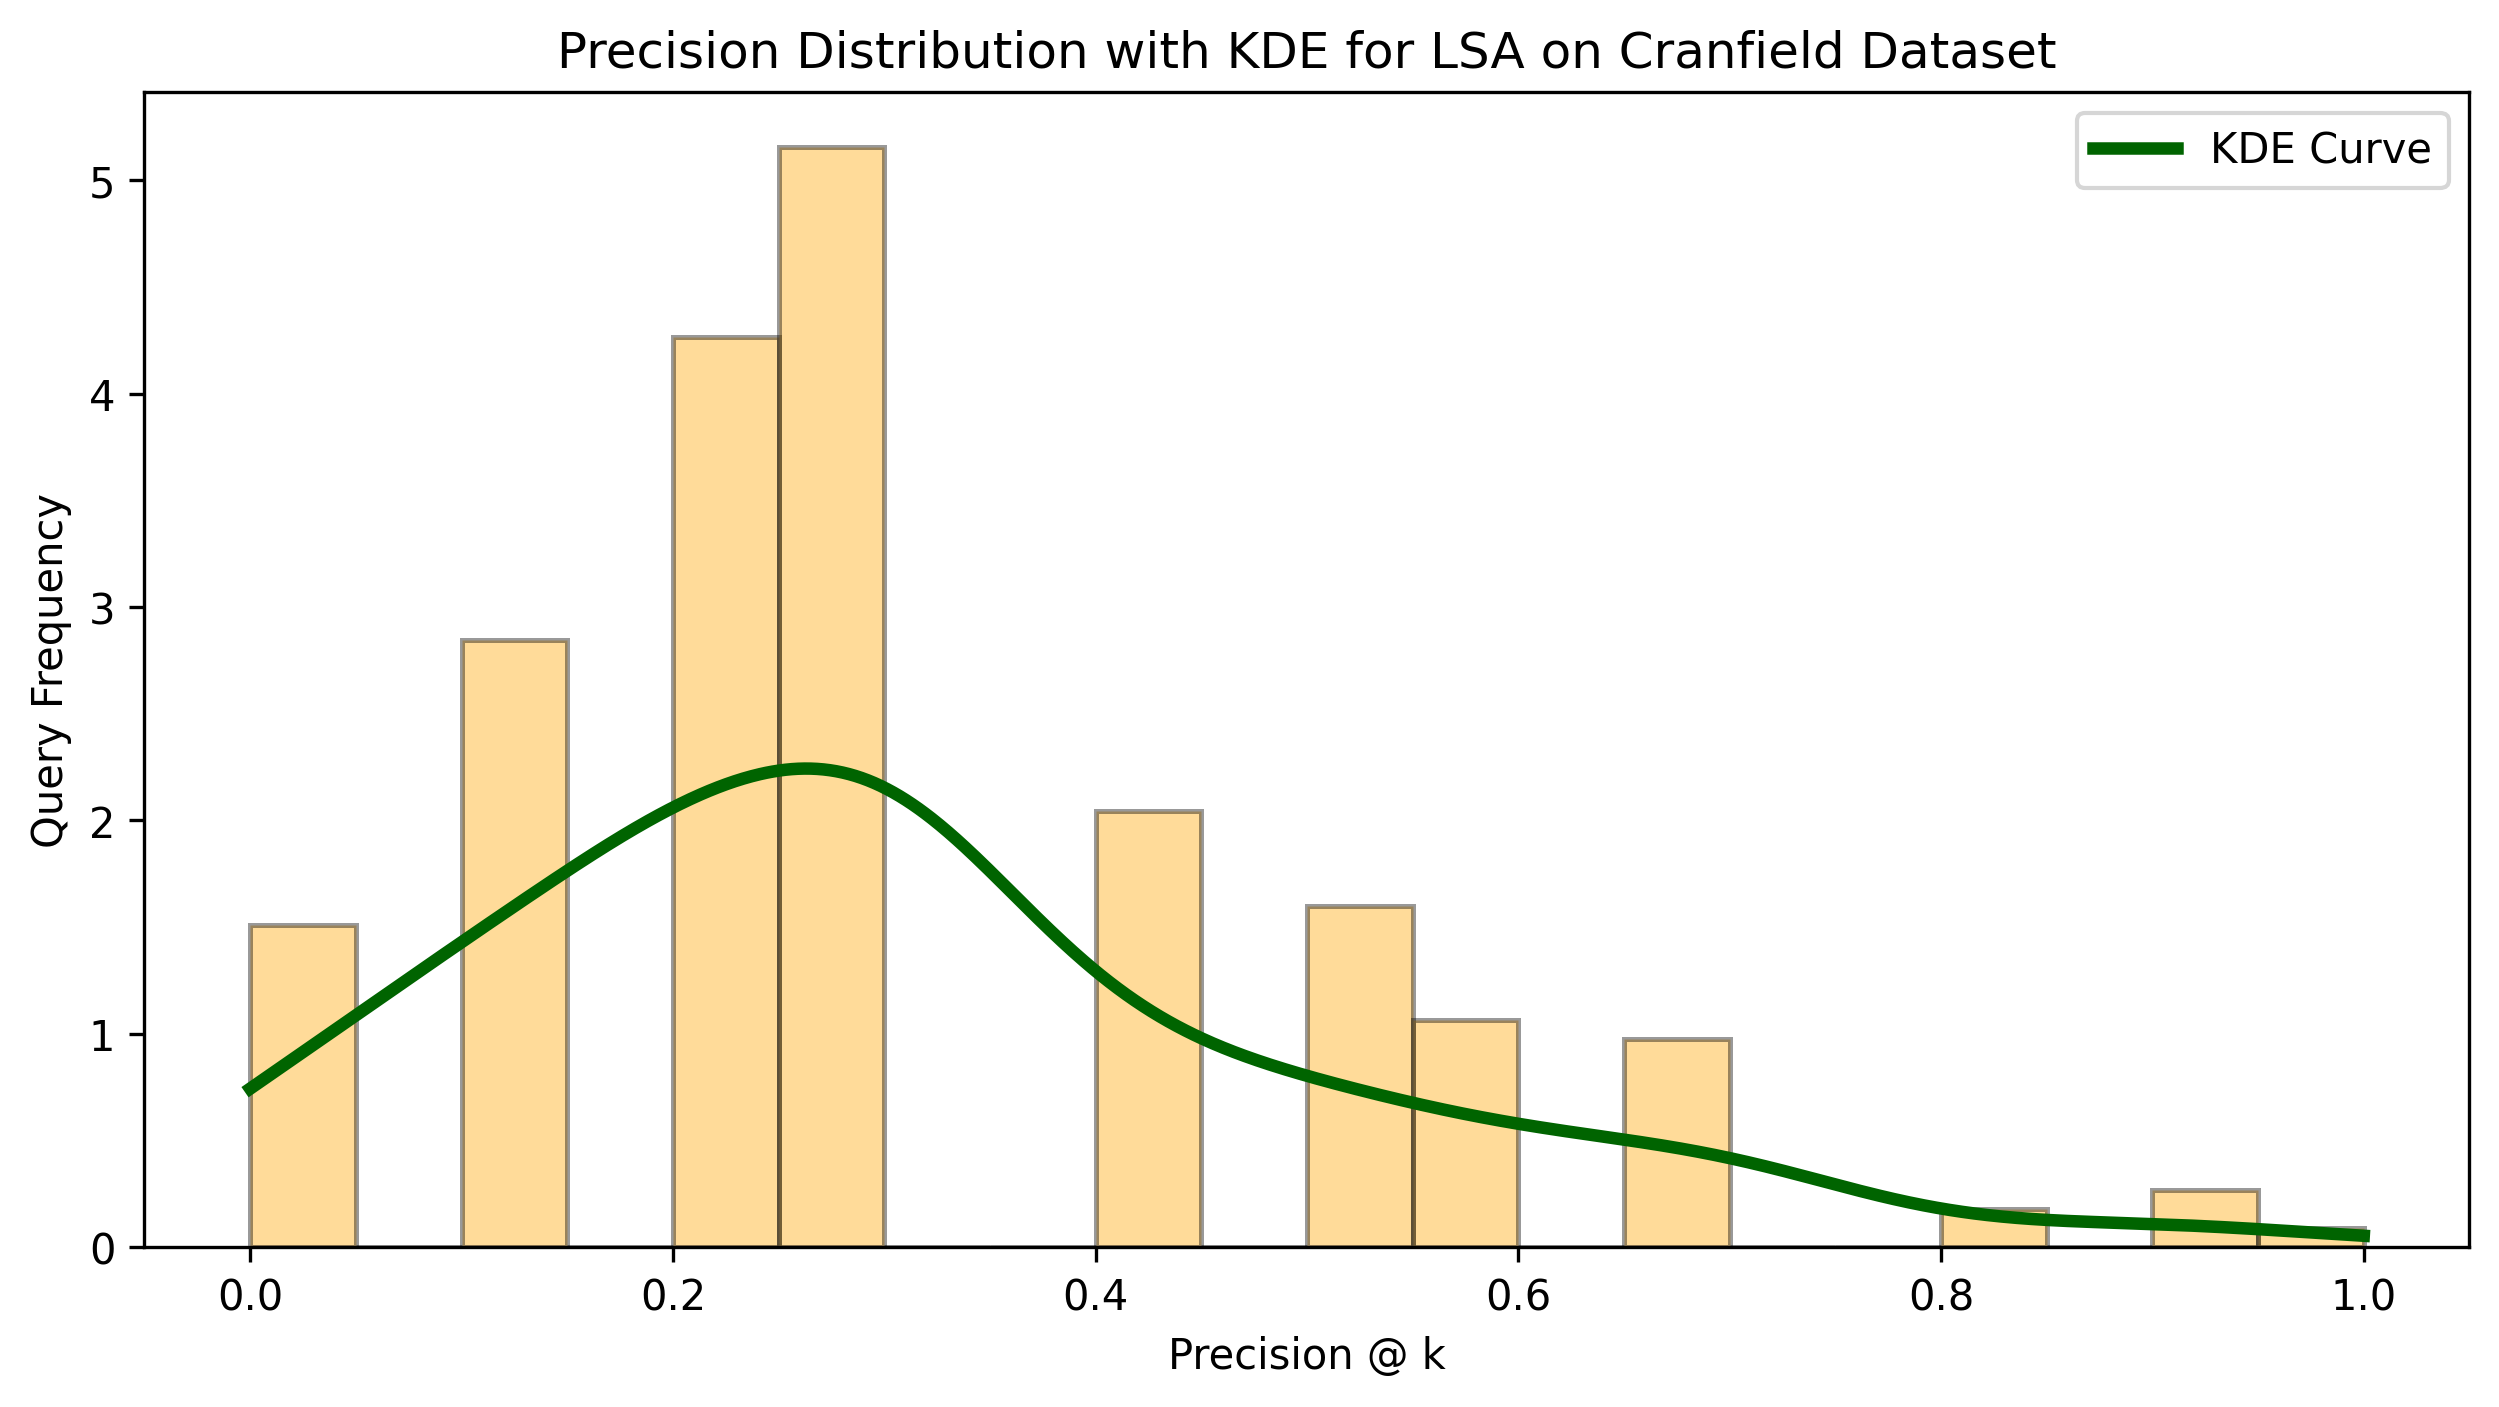 Precision Distribution with KDE for LSA on Cranfield Dataset
KDE Curve
5
4
3
2
1
0
Query Frequency
0.0 0.2 0.4 0.6 0.8 1.0
Precision @ k